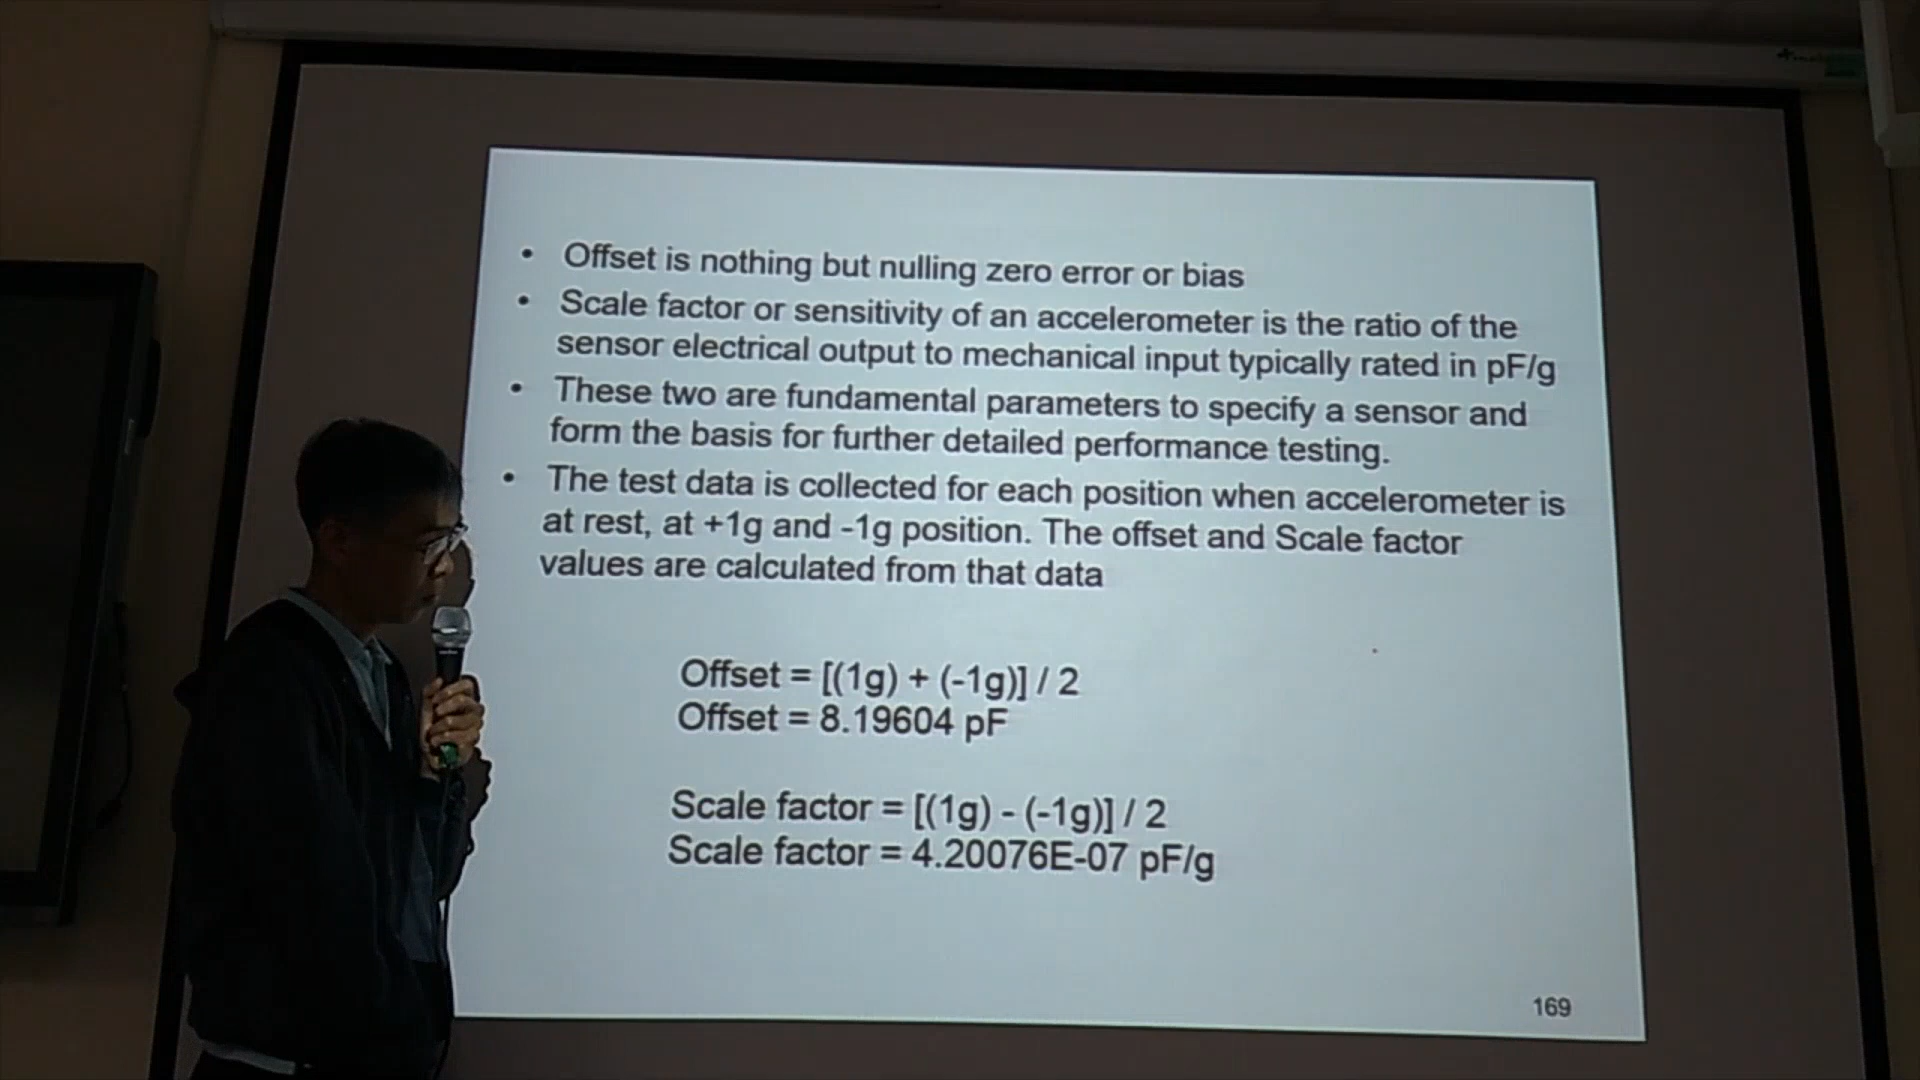 • Offset is nothing but nulling zero error or bias
• Scale factor or sensitivity of an accelerometer is the ratio of the
sensor electrical output to mechanical input typically rated in pF/g
• These two are fundamental parameters to specify a sensor and
form the basis for further detailed performance testing.
• The test data is collected for each position when accelerometer is
at rest, at +1g and -1g position. The offset and Scale factor
values are calculated from that data
Offset = [(1g) + (-1g)] / 2
Offset = 8.19604 pF
Scale factor = [(1g) - (-1g)] / 2
Scale factor = 4.20076E-07 pF/g
169